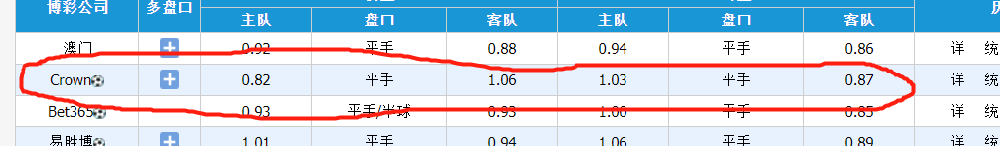 博彩公司 多盘口
主队 盘口 客队 主队 盘口 客队
澳门 0.92 平手 0.88 0.94 平手 0.86 详 统
Crown 0.82 平手 1.06 1.03 平手 0.87 详 统
Bet365 0.93 平手/半球 0.93 1.00 平手 0.85 详 统
易胜博 1.01 平手 0.94 1.06 平手 0.89 详 统